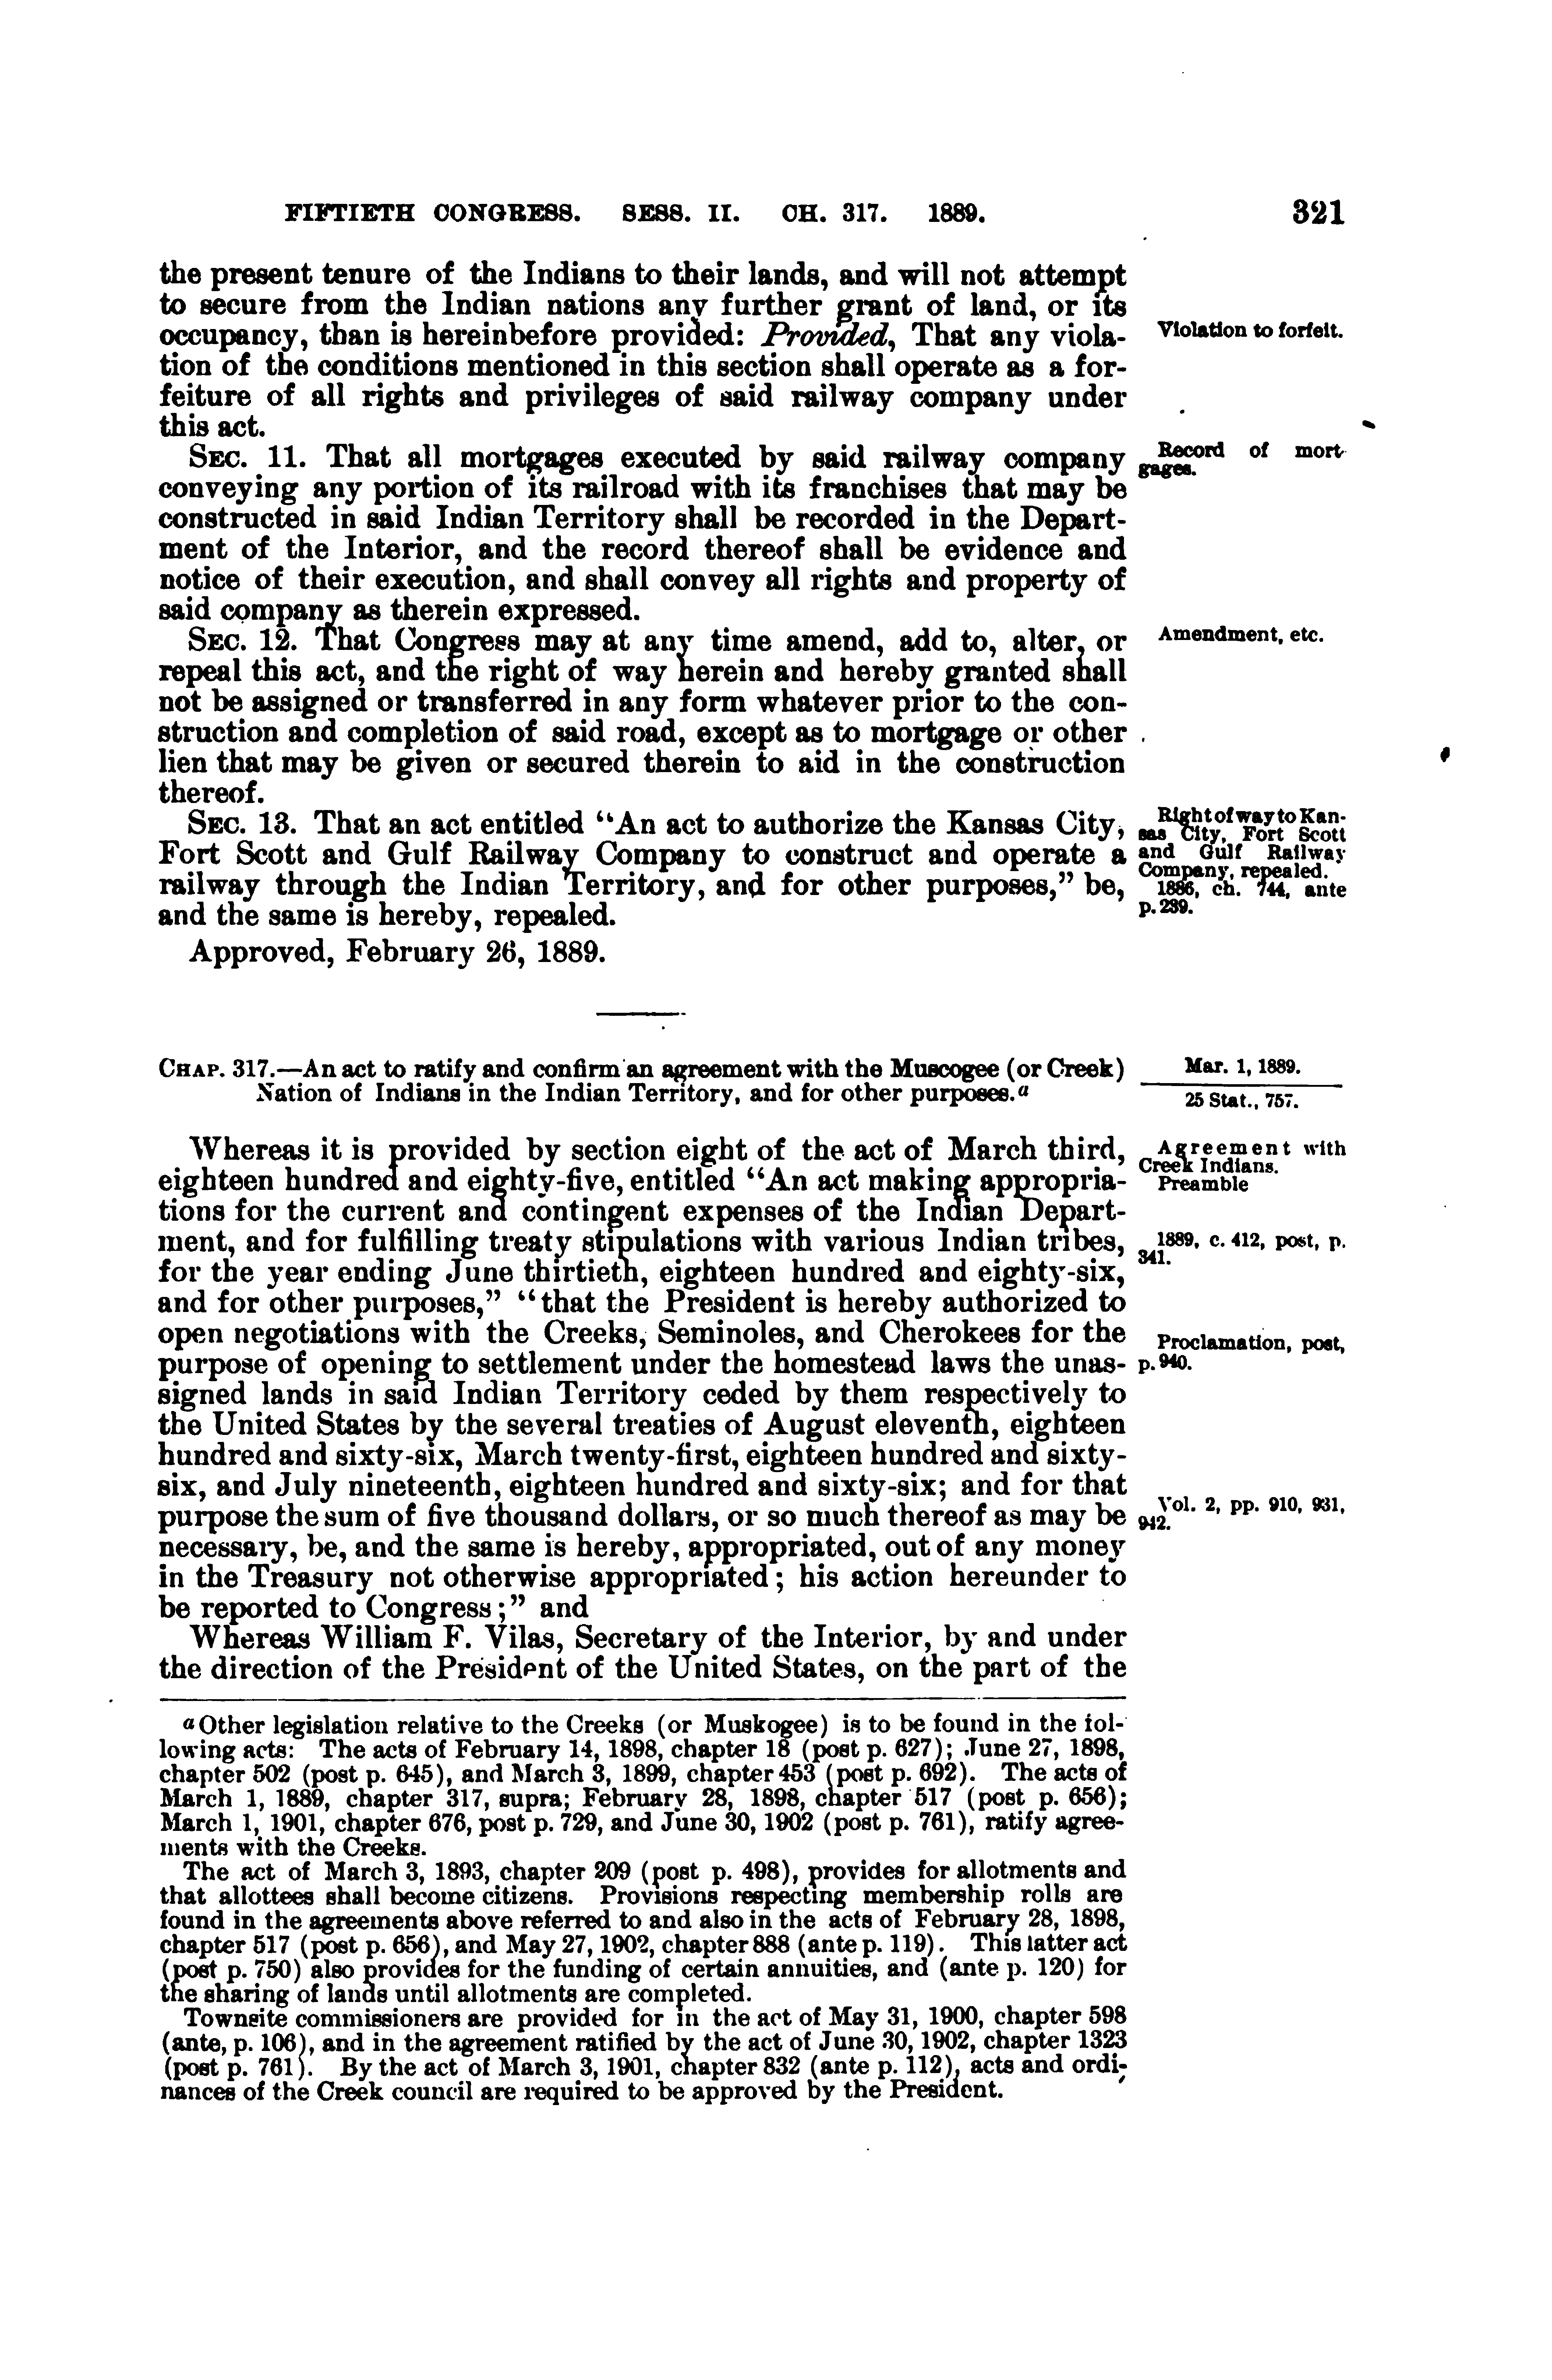 FIFTIETH CONGRESS. SESS. II. CH. 317. 1889. 321
the present tenure of the Indians to their lands, and will not attempt
to secure from the Indian nations any further grant of land, or its
occupancy, than is hereinbefore provided: Provided, That any viola-
tion of the conditions mentioned in this section shall operate as a for-
feiture of all rights and privileges of said railway company under
this act.
Violation to forfeit.
SEC. 11. That all mortgages executed by said railway company
conveying any portion of its railroad with its franchises that may be
constructed in said Indian Territory shall be recorded in the Depart-
ment of the Interior, and the record thereof shall be evidence and
notice of their execution, and shall convey all rights and property of
said company as therein expressed.
Record of mort-
gages.
SEC. 12. That Congress may at any time amend, add to, alter, or
repeal this act, and the right of way herein and hereby granted shall
not be assigned or transferred in any form whatever prior to the con-
struction and completion of said road, except as to mortgage or other
lien that may be given or secured therein to aid in the construction
thereof.
Amendment, etc.
SEC. 13. That an act entitled "An act to authorize the Kansas City,
Fort Scott and Gulf Railway Company to construct and operate a
railway through the Indian Territory, and for other purposes," be,
and the same is hereby, repealed.
Right of way to Kan-
sas City, Fort Scott
and Gulf Railway
Company, repealed.
1886, ch. 744, ante
p. 239.
Approved, February 26, 1889.
CHAP. 317.—An act to ratify and confirm an agreement with the Muscogee (or Creek)
Nation of Indians in the Indian Territory, and for other purposes.a
Mar. 1, 1889.
25 Stat., 757.
Whereas it is provided by section eight of the act of March third,
eighteen hundred and eighty-five, entitled "An act making appropria-
tions for the current and contingent expenses of the Indian Depart-
ment, and for fulfilling treaty stipulations with various Indian tribes,
for the year ending June thirtieth, eighteen hundred and eighty-six,
and for other purposes," "that the President is hereby authorized to
open negotiations with the Creeks, Seminoles, and Cherokees for the
purpose of opening to settlement under the homestead laws the unas-
signed lands in said Indian Territory ceded by them respectively to
the United States by the several treaties of August eleventh, eighteen
hundred and sixty-six, March twenty-first, eighteen hundred and sixty-
six, and July nineteenth, eighteen hundred and sixty-six; and for that
purpose the sum of five thousand dollars, or so much thereof as may be
necessary, be, and the same is hereby, appropriated, out of any money
in the Treasury not otherwise appropriated; his action hereunder to
be reported to Congress;" and
Agreement with
Creek Indians.
Preamble
1889, c. 412, post, p.
341.
Proclamation, post,
p. 940.
Vol. 2, pp. 910, 931,
942.
Whereas William F. Vilas, Secretary of the Interior, by and under
the direction of the President of the United States, on the part of the
a Other legislation relative to the Creeks (or Muskogee) is to be found in the fol-
lowing acts: The acts of February 14, 1898, chapter 18 (post p. 627); June 27, 1898,
chapter 502 (post p. 645), and March 3, 1899, chapter 453 (post p. 692). The acts of
March 1, 1889, chapter 317, supra; February 28, 1898, chapter 517 (post p. 656);
March 1, 1901, chapter 676, post p. 729, and June 30, 1902 (post p. 761), ratify agree-
ments with the Creeks.
The act of March 3, 1893, chapter 209 (post p. 498), provides for allotments and
that allottees shall become citizens. Provisions respecting membership rolls are
found in the agreements above referred to and also in the acts of February 28, 1898,
chapter 517 (post p. 656), and May 27, 1902, chapter 888 (ante p. 119). This latter act
(post p. 750) also provides for the funding of certain annuities, and (ante p. 120) for
the sharing of lands until allotments are completed.
Townsite commissioners are provided for in the act of May 31, 1900, chapter 598
(ante, p. 106), and in the agreement ratified by the act of June 30, 1902, chapter 1323
(post p. 761). By the act of March 3, 1901, chapter 832 (ante p. 112), acts and ordi-
nances of the Creek council are required to be approved by the President.